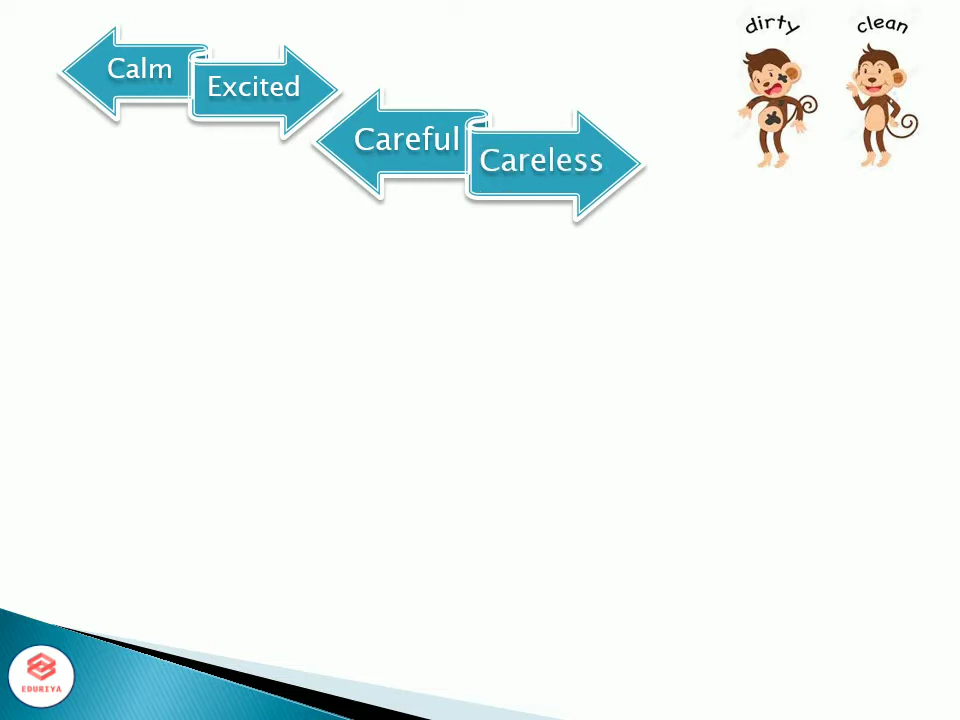 Calm
Excited
Careful
Careless
dirty
clean
EDURIYA